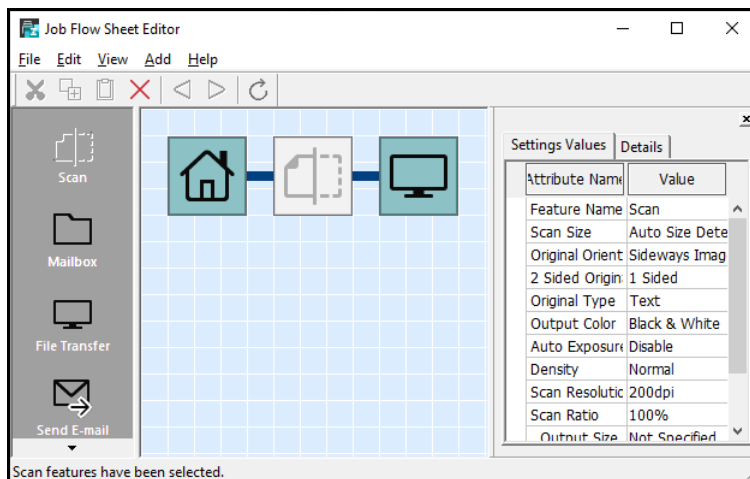 Job Flow Sheet Editor
File Edit View Add Help
Scan
Mailbox
File Transfer
Send E-mail
Settings Values Details
Attribute Name Value
Feature Name Scan
Scan Size Auto Size Dete
Original Orient Sideways Imag
2 Sided Origin 1 Sided
Original Type Text
Output Color Black & White
Auto Exposure Disable
Density Normal
Scan Resolutic 200dpi
Scan Ratio 100%
Output Size Not Specified
Scan features have been selected.